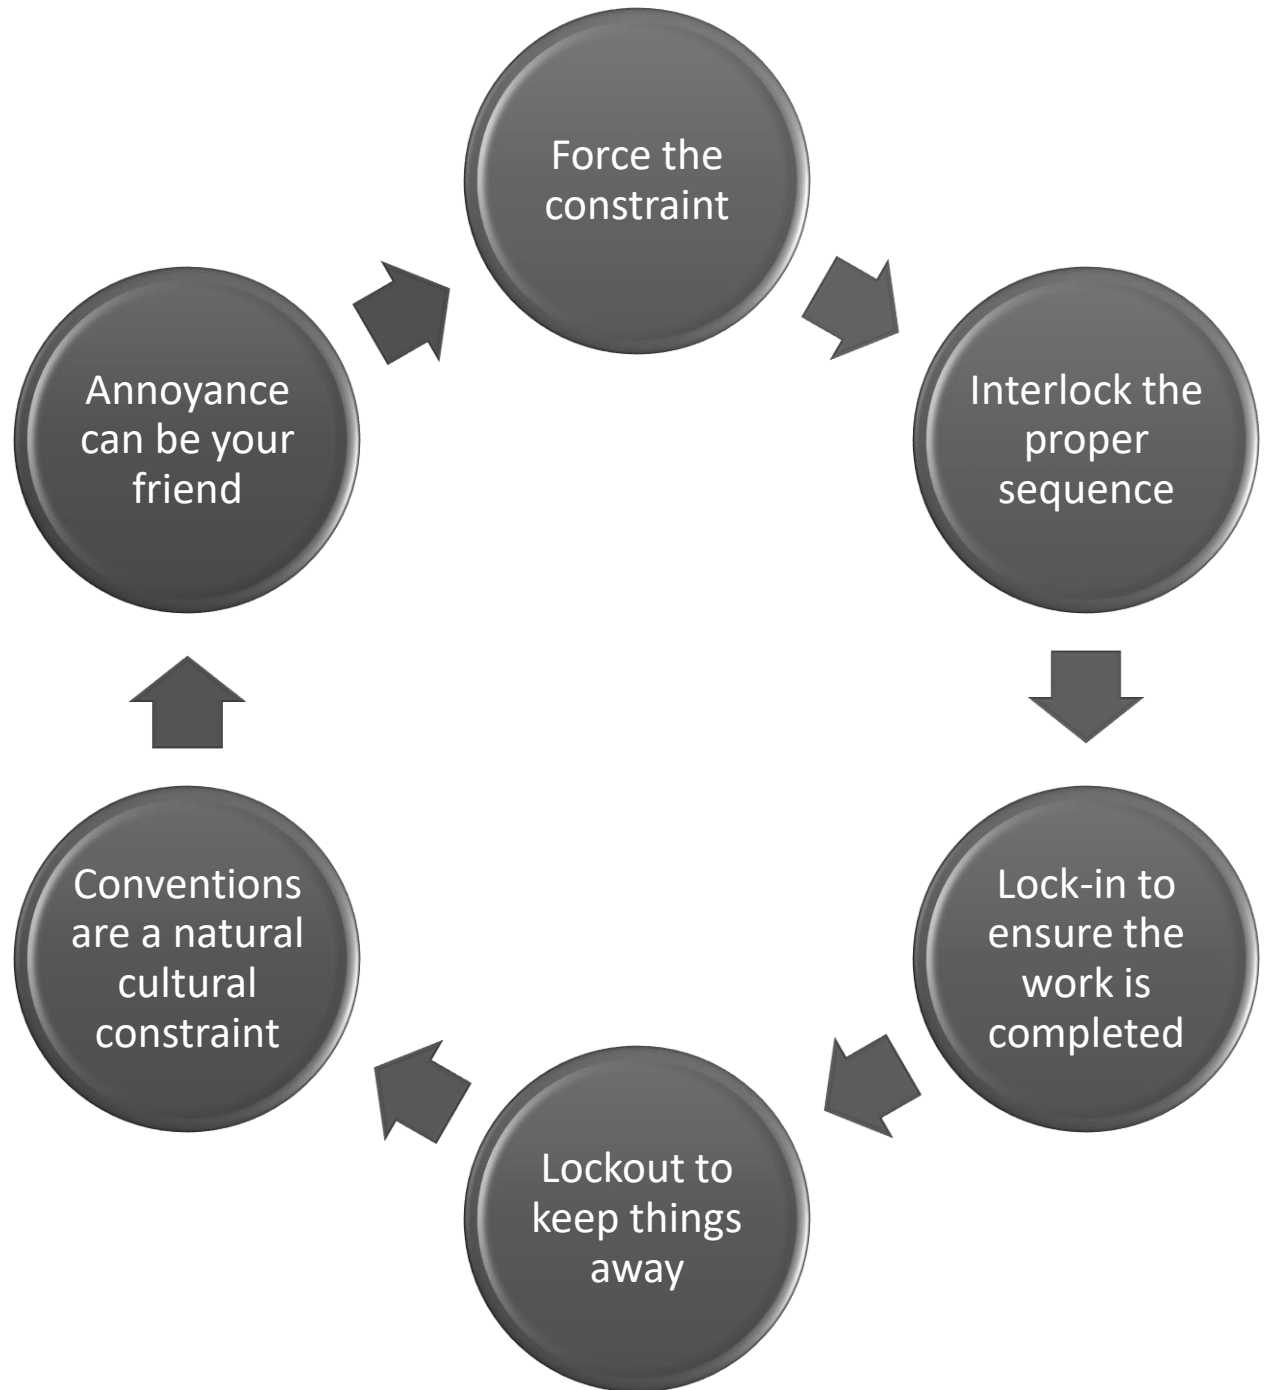 Force the
constraint
Interlock the
proper
sequence
Lock-in to
ensure the
work is
completed
Lockout to
keep things
away
Conventions
are a natural
cultural
constraint
Annoyance
can be your
friend